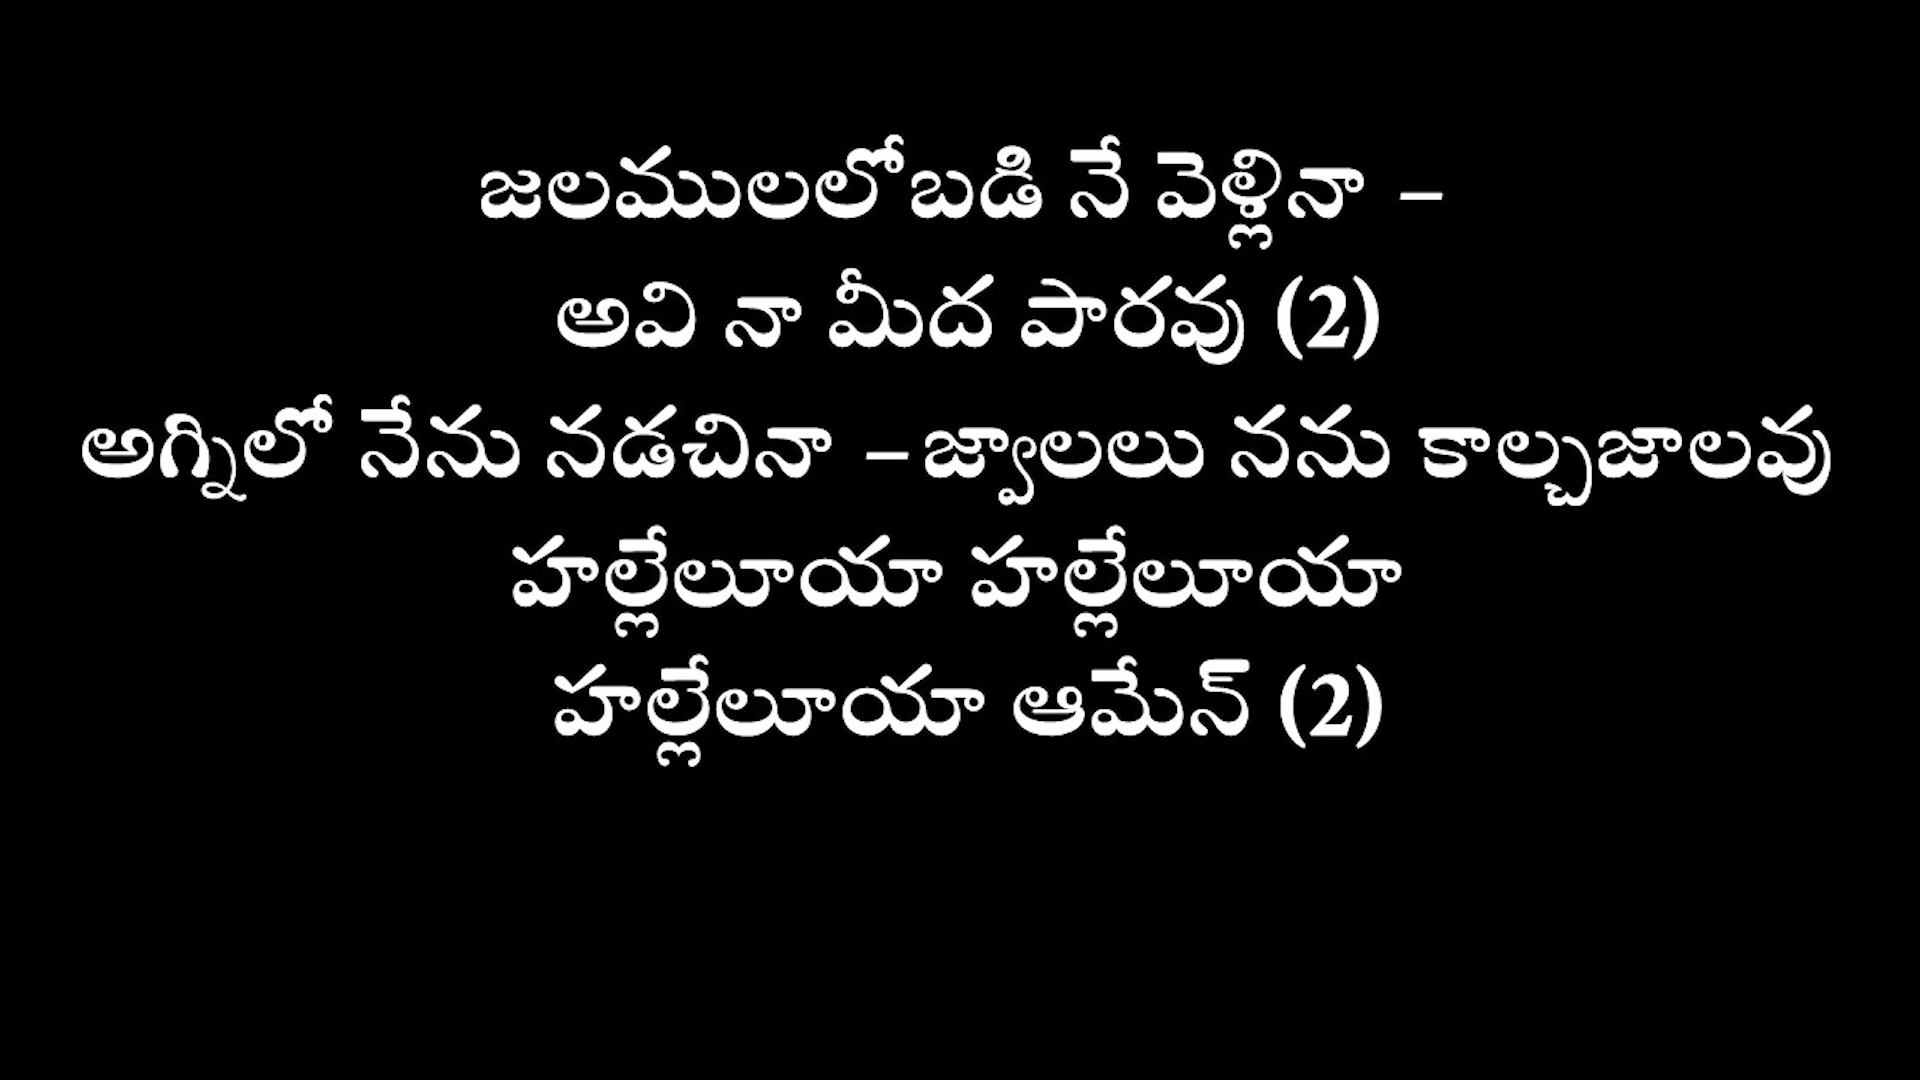 జలములలోబడి నే వెళ్లినా –
అవి నా మీద పారవు (2)
అగ్నిలో నేను నడచినా –జ్వాలలు నను కాల్చజాలవు
హల్లేలూయా హల్లేలూయా
హల్లేలూయా ఆమేన్ (2)